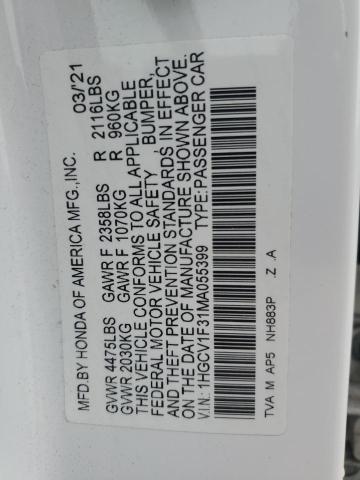 MFD.BY HONDA OF AMERICA MFG.,INC. 03/'21
GVWR 4475LBS GAWR F 2358LBS R 2116LBS
GVWR 2030KG GAWR F 1070KG R 960KG
THIS VEHICLE CONFORMS TO ALL APPLICABLE
FEDERAL MOTOR VEHICLE SAFETY , BUMPER,
AND THEFT PREVENTION STANDARDS IN EFFECT
ON THE DATE OF MANUFACTURE SHOWN ABOVE.
V.I.N.: 1HGCV1F31MA055399 TYPE:PASSENGER CAR
TVA M AP5 NH883P .Z .A